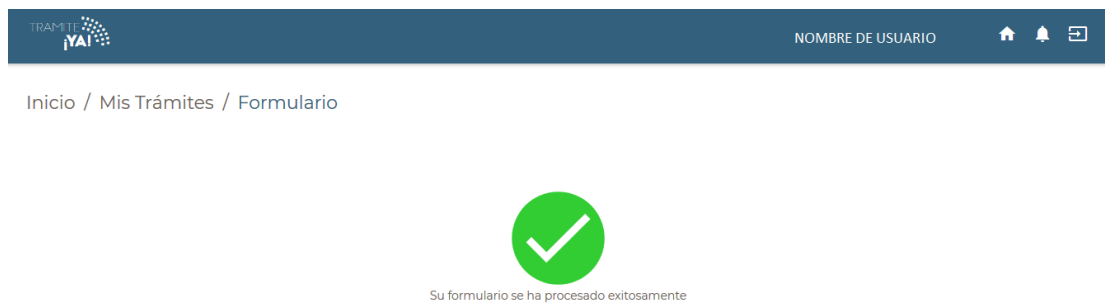 TRAMITE
¡YA!
NOMBRE DE USUARIO
Inicio / Mis Trámites / Formulario
Su formulario se ha procesado exitosamente